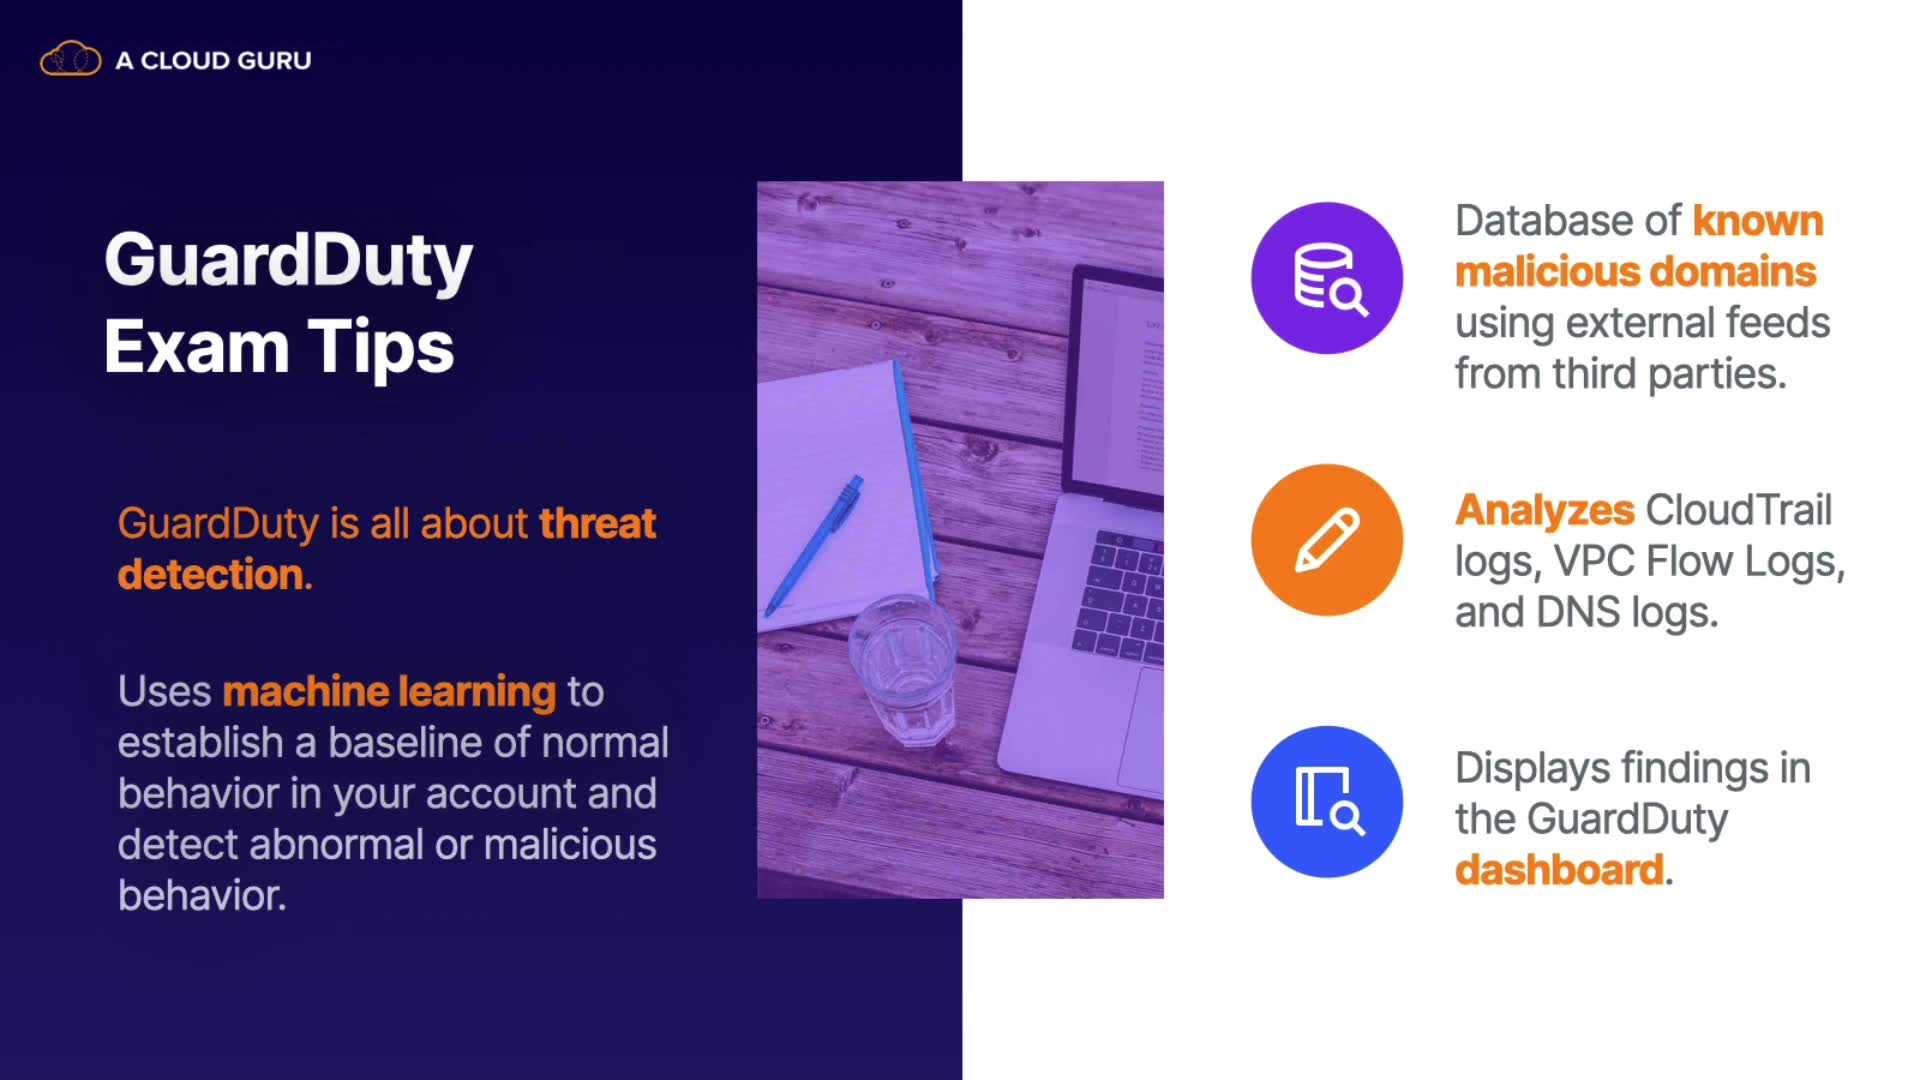 A CLOUD GURU
GuardDuty
Exam Tips
GuardDuty is all about threat
detection.
Uses machine learning to
establish a baseline of normal
behavior in your account and
detect abnormal or malicious
behavior.
Database of known
malicious domains
using external feeds
from third parties.
Analyzes CloudTrail
logs, VPC Flow Logs,
and DNS logs.
Displays findings in
the GuardDuty
dashboard.